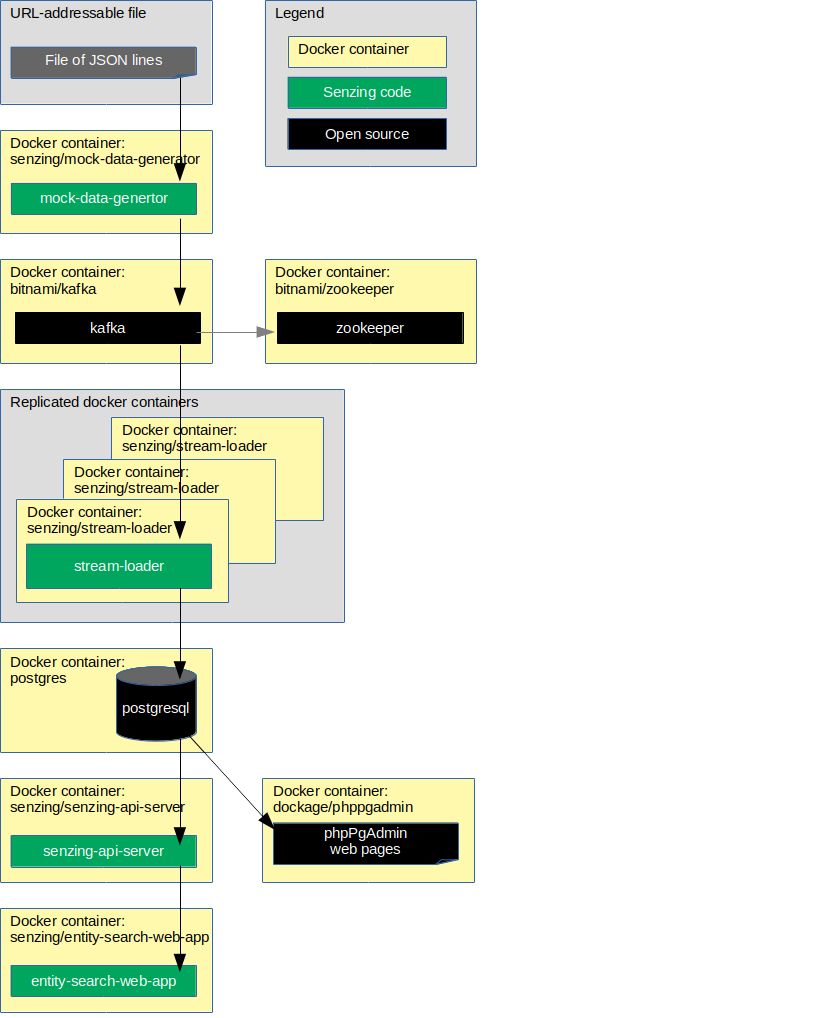 URL-addressable file
File of JSON lines
Legend
Docker container
Senzing code
Open source
Docker container:
senzing/mock-data-generator
mock-data-genertor
Docker container:
bitnami/kafka
kafka
Docker container:
bitnami/zookeeper
zookeeper
Replicated docker containers
Docker container:
senzing/stream-loader
Docker container:
senzing/stream-loader
Docker container:
senzing/stream-loader
stream-loader
Docker container:
postgres
postgresql
Docker container:
senzing/senzing-api-server
senzing-api-server
Docker container:
dockage/phppgadmin
phpPgAdmin
web pages
Docker container:
senzing/entity-search-web-app
entity-search-web-app